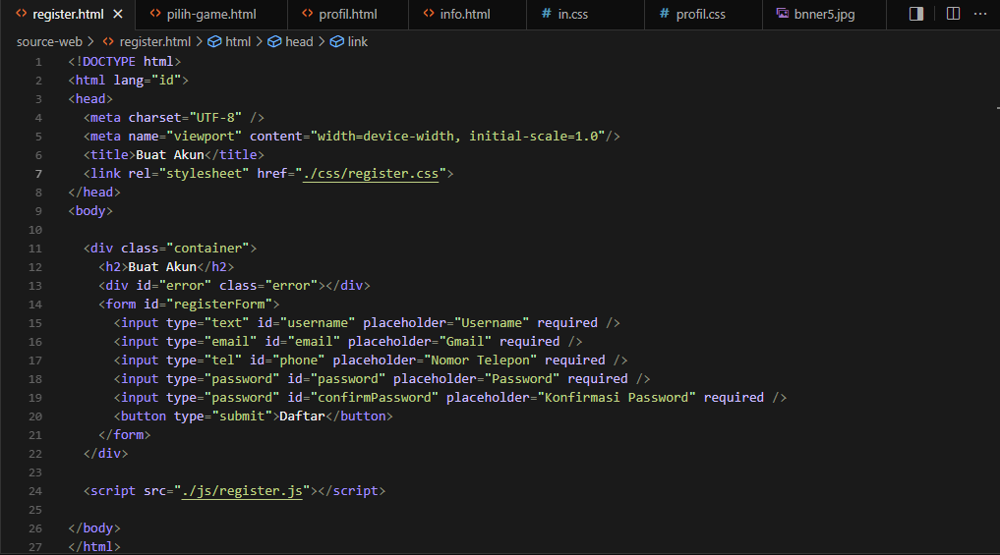 register.html
pilih-game.html
profil.html
info.html
# in.css
# profil.css
bnner5.jpg
source-web > register.html > html > head > link
1 <!DOCTYPE html>
2 <html lang="id">
3 <head>
4 <meta charset="UTF-8" />
5 <meta name="viewport" content="width=device-width, initial-scale=1.0"/>
6 <title>Buat Akun</title>
7 <link rel="stylesheet" href="./css/register.css">
8 </head>
9 <body>
10
11 <div class="container">
12 <h2>Buat Akun</h2>
13 <div id="error" class="error"></div>
14 <form id="registerForm">
15 <input type="text" id="username" placeholder="Username" required />
16 <input type="email" id="email" placeholder="Gmail" required />
17 <input type="tel" id="phone" placeholder="Nomor Telepon" required />
18 <input type="password" id="password" placeholder="Password" required />
19 <input type="password" id="confirmPassword" placeholder="Konfirmasi Password" required />
20 <button type="submit">Daftar</button>
21 </form>
22 </div>
23
24 <script src="./js/register.js"></script>
25
26 </body>
27 </html>